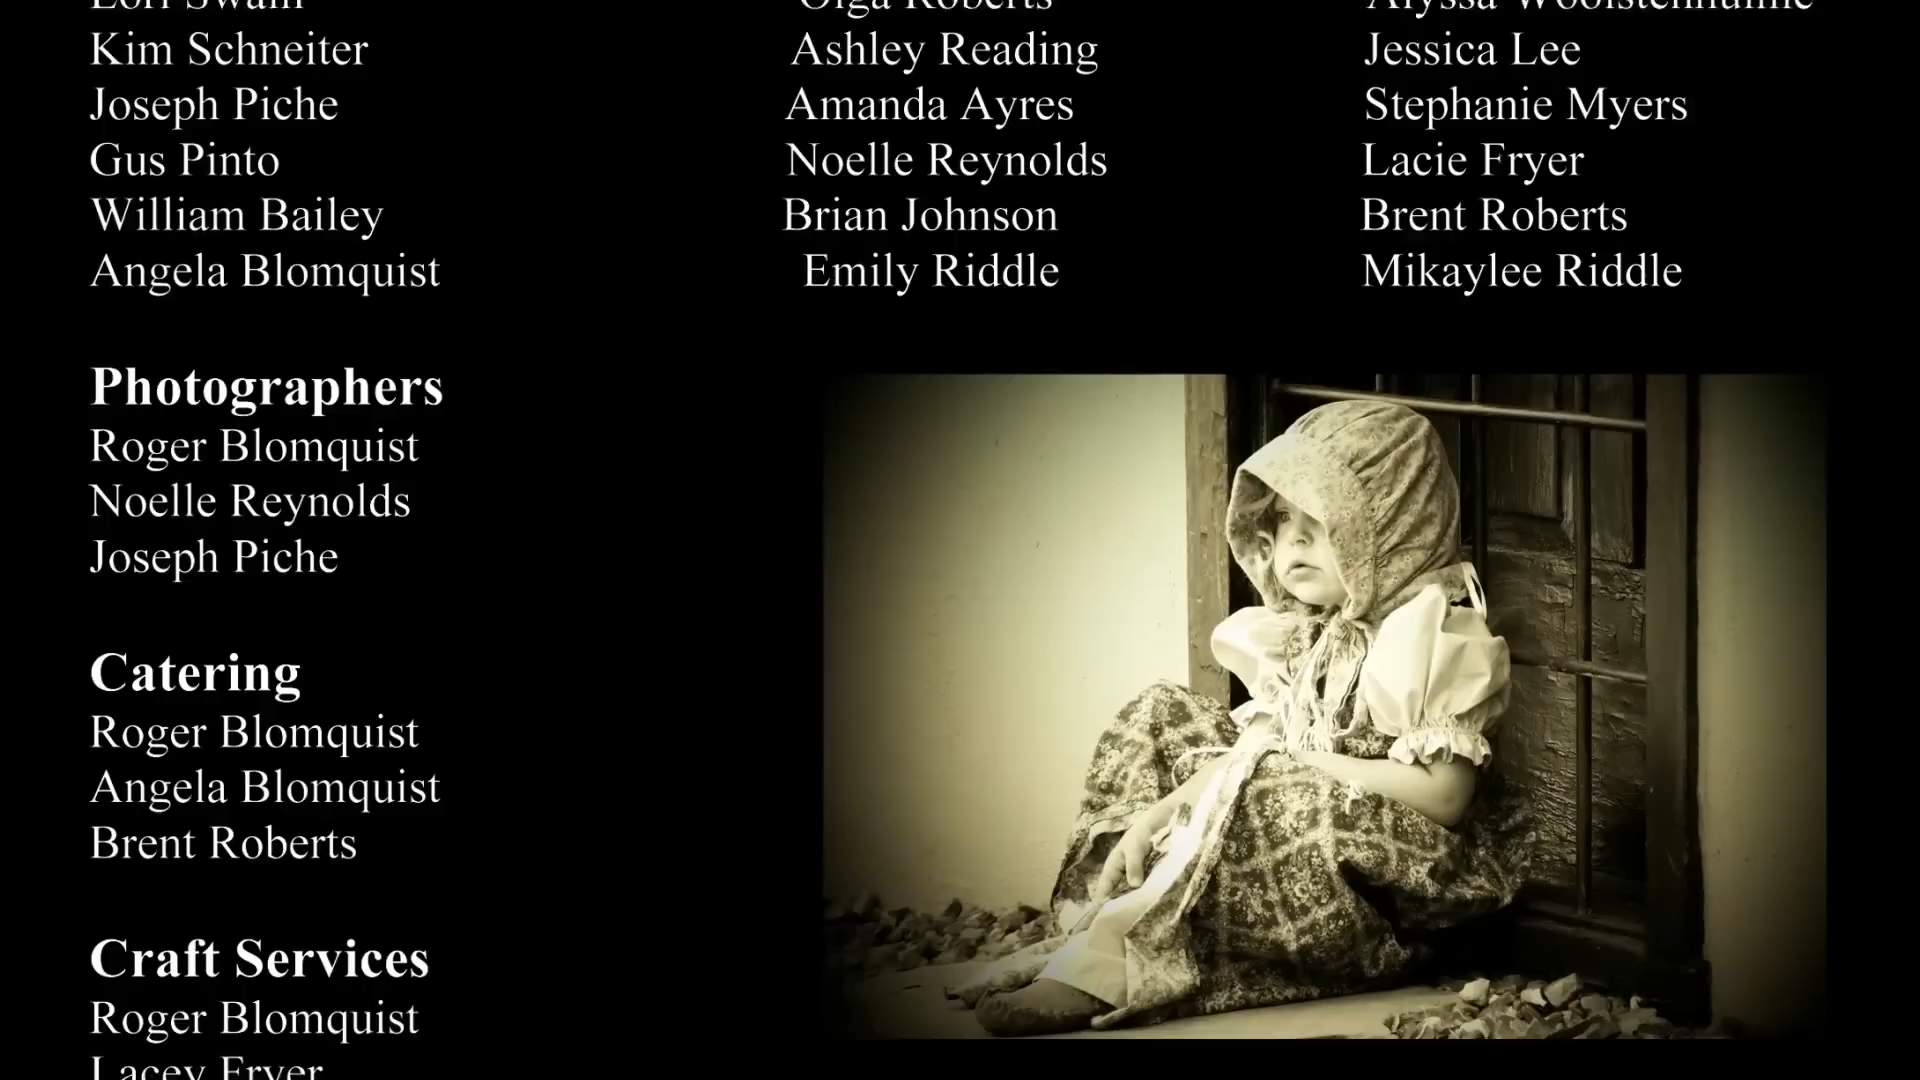 Kim Schneiter Ashley Reading Jessica Lee
Joseph Piche Amanda Ayres Stephanie Myers
Gus Pinto Noelle Reynolds Lacie Fryer
William Bailey Brian Johnson Brent Roberts
Angela Blomquist Emily Riddle Mikaylee Riddle
Photographers
Roger Blomquist
Noelle Reynolds
Joseph Piche
Catering
Roger Blomquist
Angela Blomquist
Brent Roberts
Craft Services
Roger Blomquist
Lacey Fryer